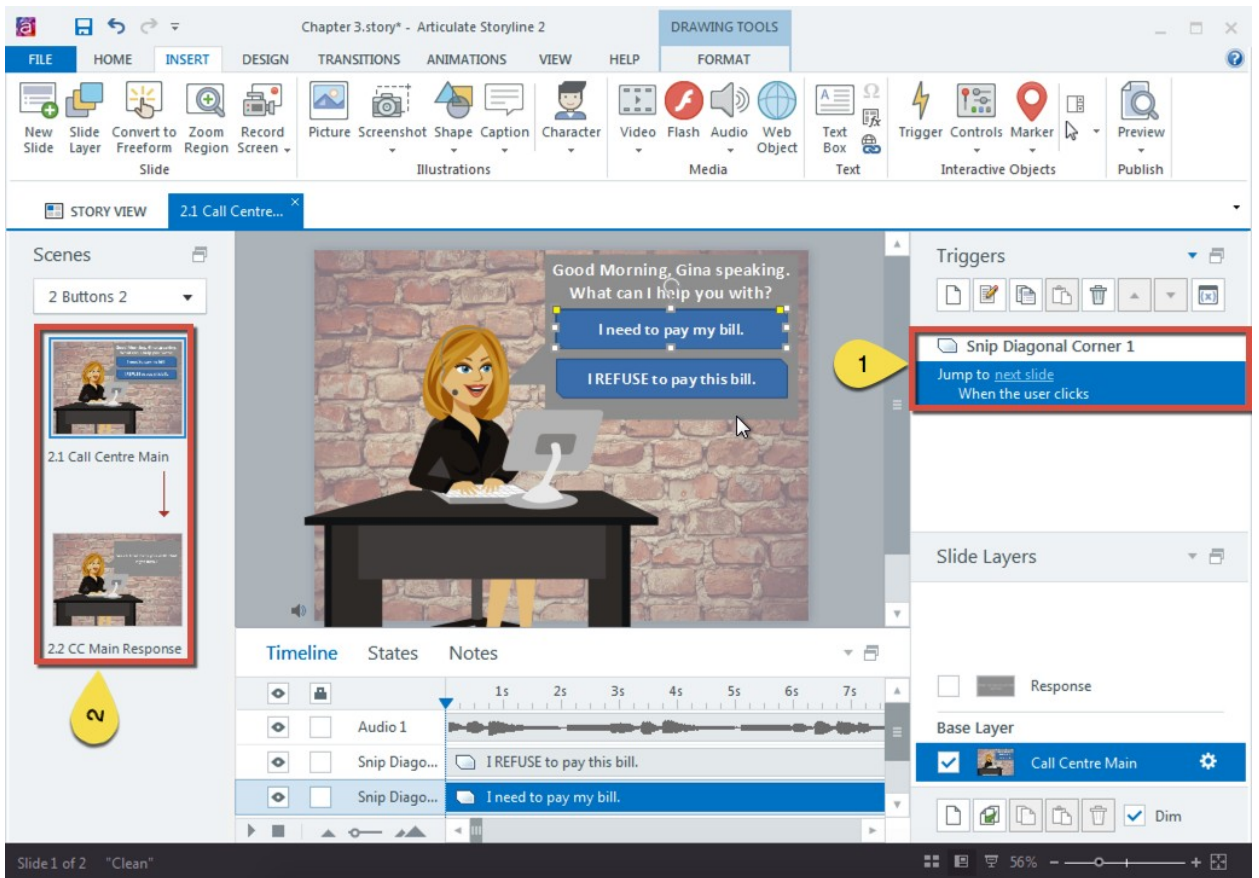 Chapter 3.story* - Articulate Storyline 2
DRAWING TOOLS
FILE HOME INSERT DESIGN TRANSITIONS ANIMATIONS VIEW HELP FORMAT
New Slide
Slide Layer
Convert to Freeform
Zoom Region
Record Screen
Picture
Screenshot
Shape
Caption
Character
Video
Flash
Audio
Web Object
Text Box
Trigger
Controls
Marker
Preview
Slide
Illustrations
Media
Text
Interactive Objects
Publish
STORY VIEW
2.1 Call Centre...
Scenes
2 Buttons 2
2.1 Call Centre Main
2.2 CC Main Response
2
Good Morning, Gina speaking.
What can I help you with?
I need to pay my bill.
I REFUSE to pay this bill.
1
Triggers
Snip Diagonal Corner 1
Jump to next slide
When the user clicks
Slide Layers
Response
Base Layer
Call Centre Main
Dim
Timeline States Notes
1s 2s 3s 4s 5s 6s 7s
Audio 1
Snip Diago... I REFUSE to pay this bill.
Snip Diago... I need to pay my bill.
Slide 1 of 2 "Clean"
56%